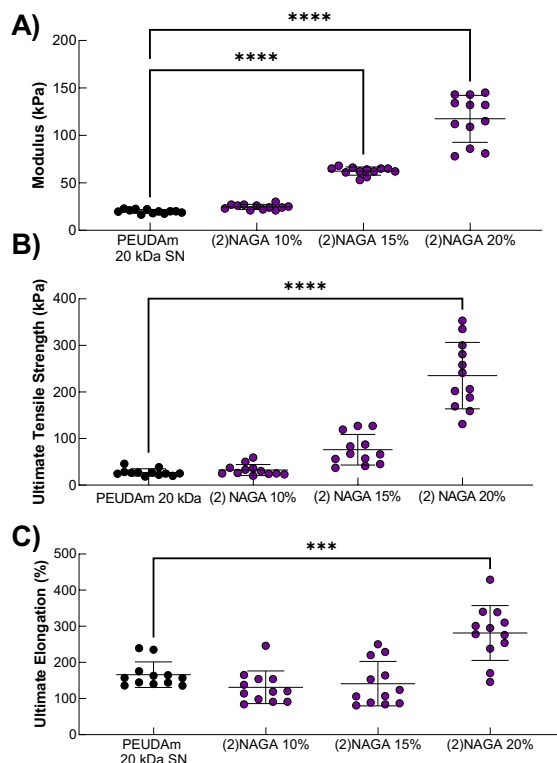 A)
****
****
Modulus (kPa)
200
150
100
50
0
PEUDAm
20 kDa SN
(2)NAGA 10%
(2)NAGA 15%
(2)NAGA 20%
B)
****
Ultimate Tensile Strength (kPa)
400
300
200
100
0
PEUDAm 20 kDa
(2) NAGA 10%
(2) NAGA 15%
(2) NAGA 20%
C)
***
Ultimate Elongation (%)
500
400
300
200
100
0
PEUDAm
20 kDa SN
(2)NAGA 10%
(2)NAGA 15%
(2)NAGA 20%